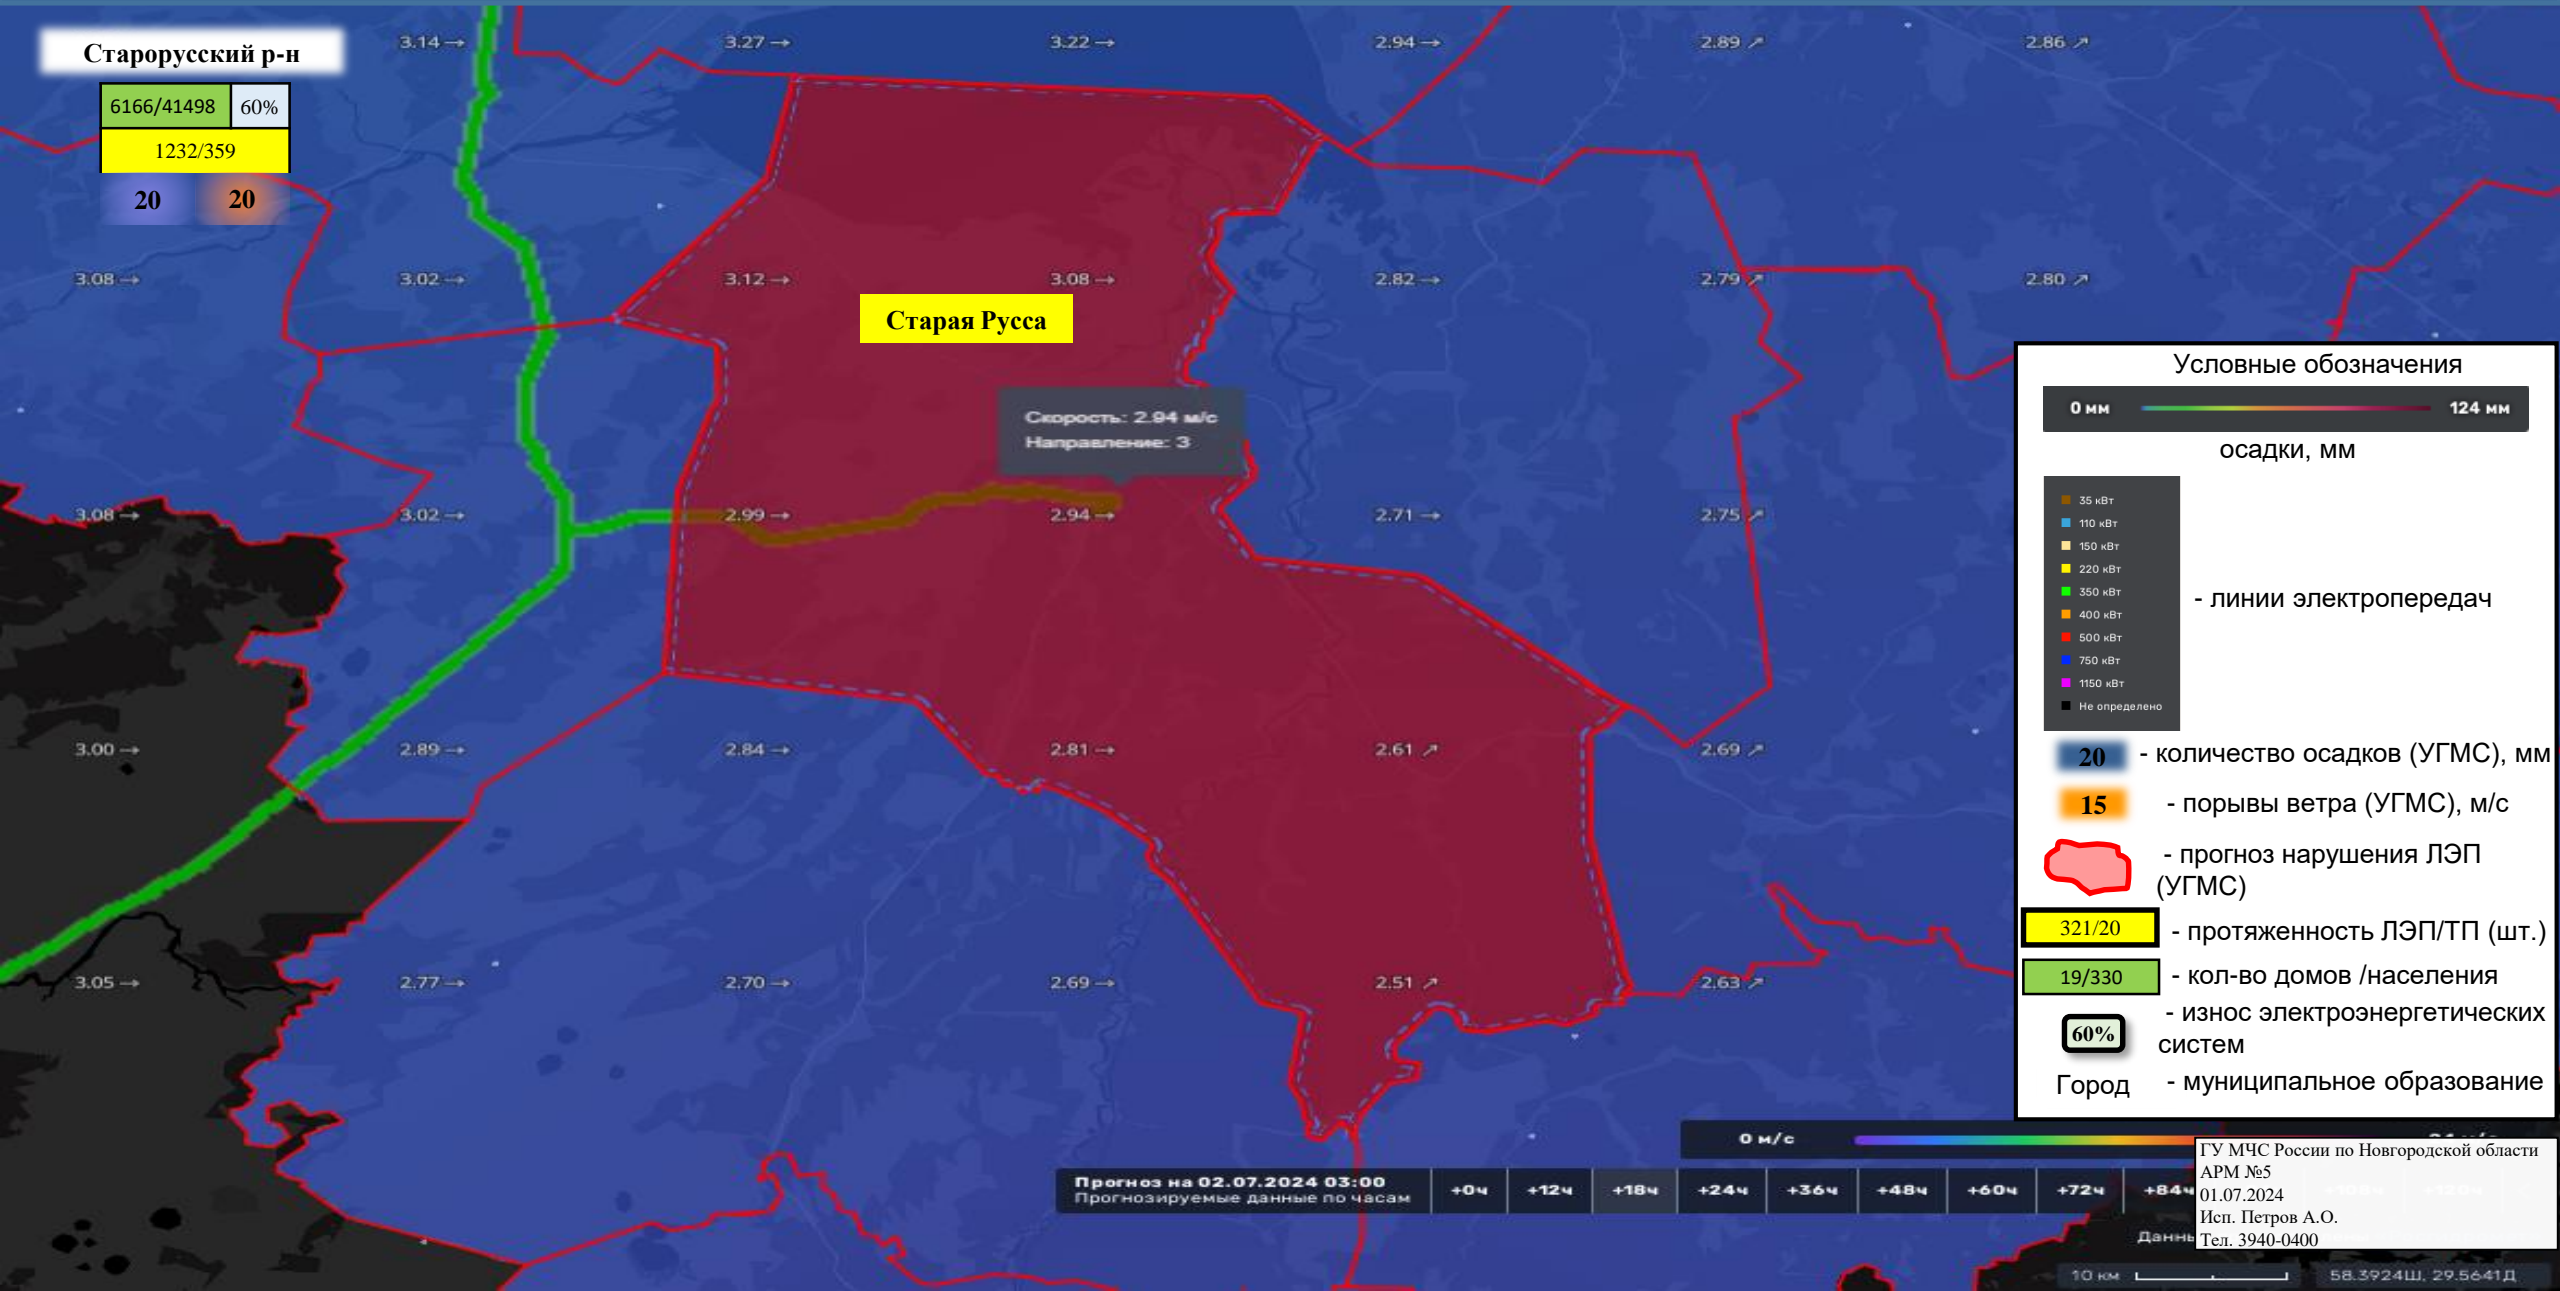 Старорусский р-н
6166/41498 60%
1232/359
20 20
3.14→ 3.27→ 3.22→ 2.94→ 2.89↗ 2.86↗
3.08→ 3.02→ 3.12→ 3.08→ 2.82→ 2.79↗ 2.80↗
Старая Русса
Скорость: 2.94 м/с
Направление: З
3.08→ 3.02→ 2.99→ 2.94→ 2.71→ 2.75↗
3.00→ 2.89→ 2.84→ 2.81→ 2.61↗ 2.69↗
3.05→ 2.77→ 2.70→ 2.69→ 2.51↗ 2.63↗
Условные обозначения
0 мм 124 мм
осадки, мм
35 кВт
110 кВт
150 кВт
220 кВт
350 кВт
400 кВт
500 кВт
750 кВт
1150 кВт
Не определено
- линии электропередач
20 - количество осадков (УГМС), мм
15 - порывы ветра (УГМС), м/с
- прогноз нарушения ЛЭП
(УГМС)
321/20 - протяженность ЛЭП/ТП (шт.)
19/330 - кол-во домов /населения
- износ электроэнергетических
60% систем
Город - муниципальное образование
0 м/с
Прогноз на 02.07.2024 03:00
Прогнозируемые данные по часам
+0ч +12ч +18ч +24ч +36ч +48ч +60ч +72ч +84ч
ГУ МЧС России по Новгородской области
АРМ №5
01.07.2024
Исп. Петров А.О.
Тел. 3940-0400
10 км 58.3924Ш, 29.5641Д